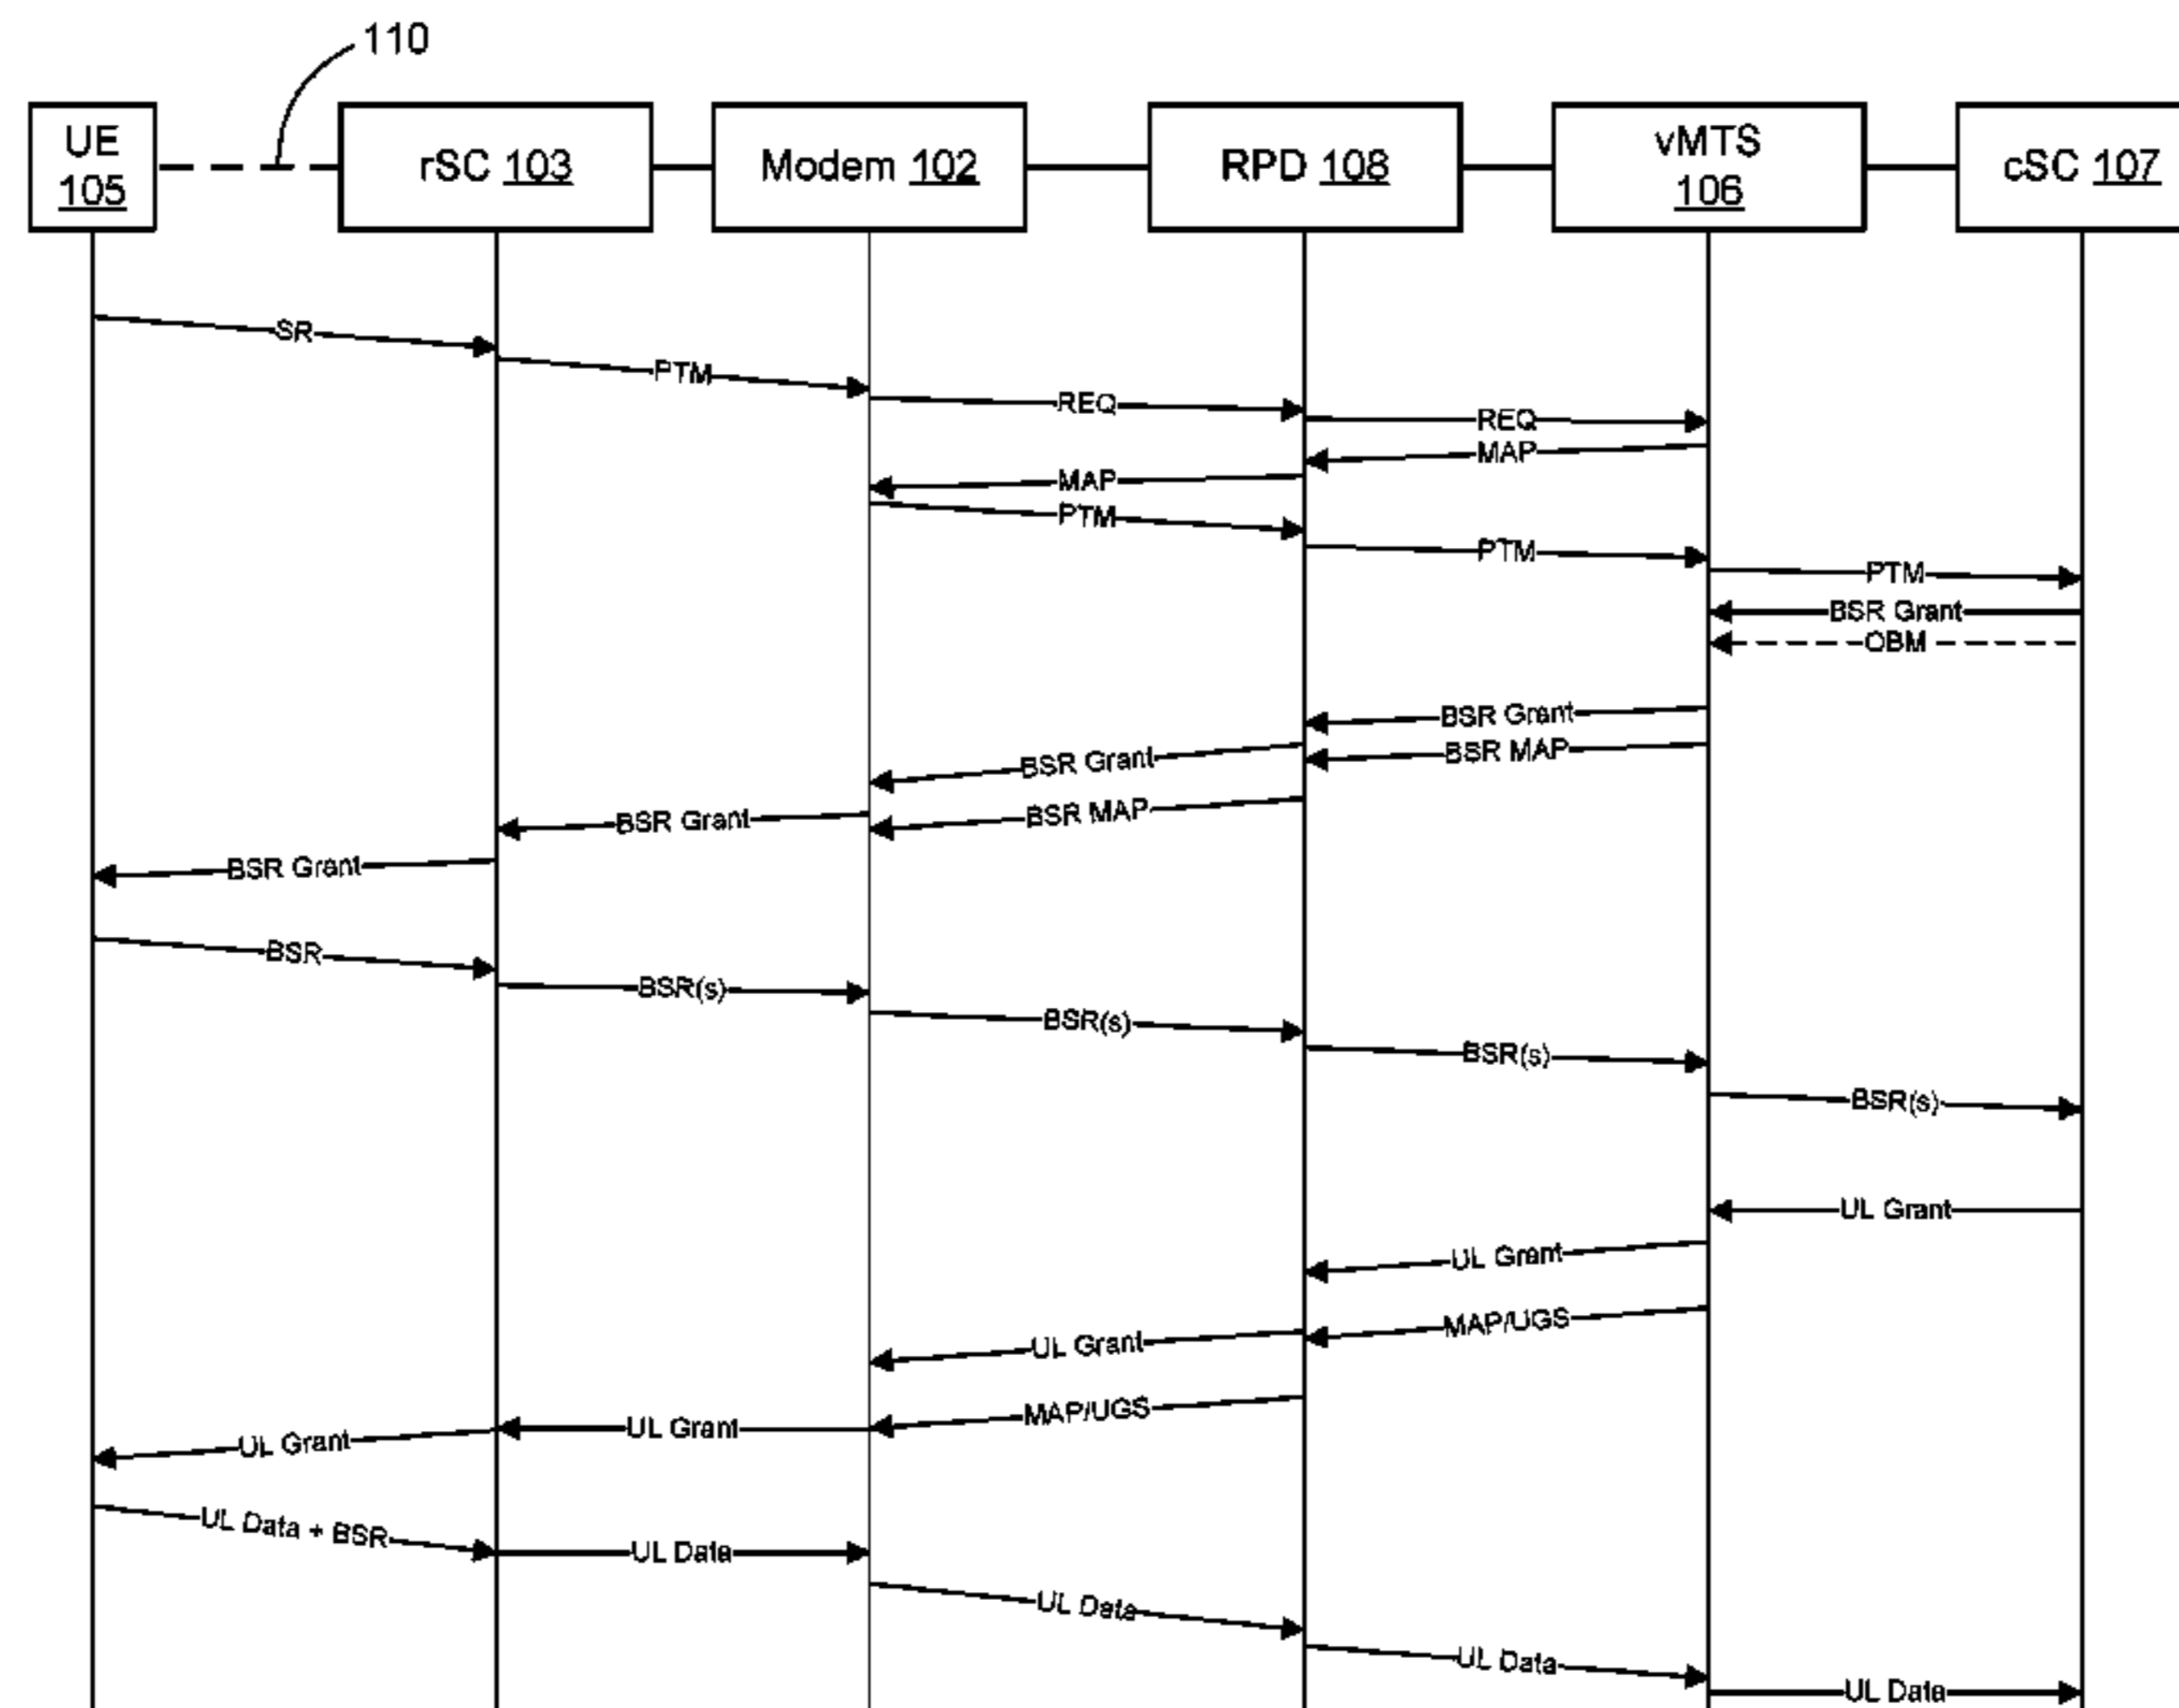 110
UE
105
rSC 103
Modem 102
RPD 108
vMTS
106
cSC 107
SR
PTM
REQ
REQ
MAP
MAP
PTM
PTM
PTM
BSR Grant
OBM
BSR Grant
BSR MAP
BSR Grant
BSR MAP
BSR Grant
BSR Grant
BSR
BSR(s)
BSR(s)
BSR(s)
BSR(s)
UL Grant
UL Grant
MAP/UGS
UL Grant
MAP/UGS
UL Grant
UL Grant
UL Data + BSR
UL Data
UL Data
UL Data
UL Data